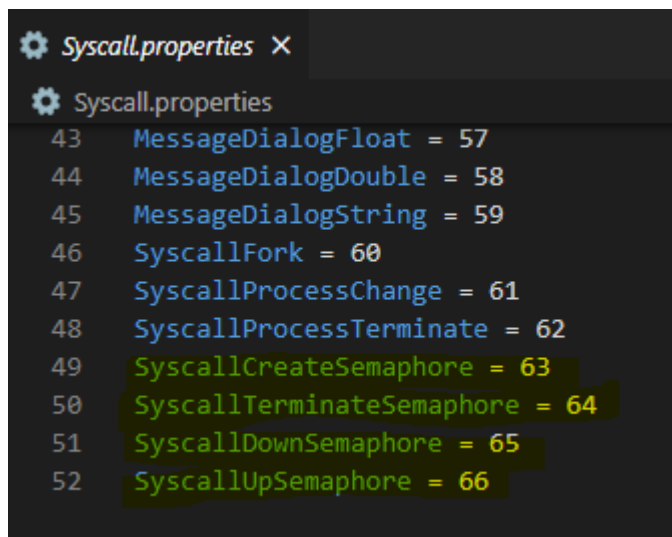 Syscall.properties ×
Syscall.properties
43 MessageDialogFloat = 57
44 MessageDialogDouble = 58
45 MessageDialogString = 59
46 SyscallFork = 60
47 SyscallProcessChange = 61
48 SyscallProcessTerminate = 62
49 SyscallCreateSemaphore = 63
50 SyscallTerminateSemaphore = 64
51 SyscallDownSemaphore = 65
52 SyscallUpSemaphore = 66